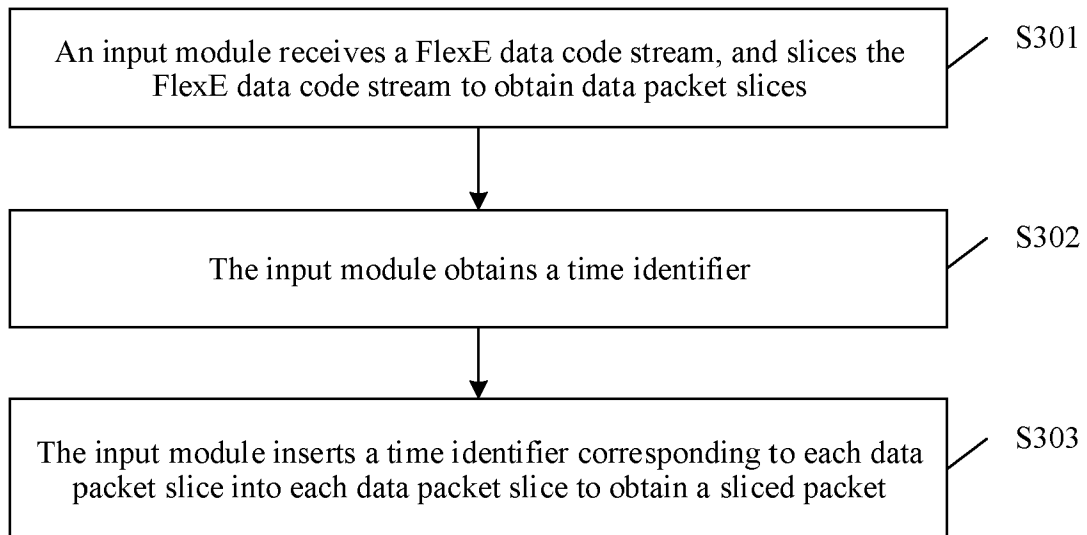 An input module receives a FlexE data code stream, and slices the
FlexE data code stream to obtain data packet slices
S301
The input module obtains a time identifier
S302
The input module inserts a time identifier corresponding to each data
packet slice into each data packet slice to obtain a sliced packet
S303